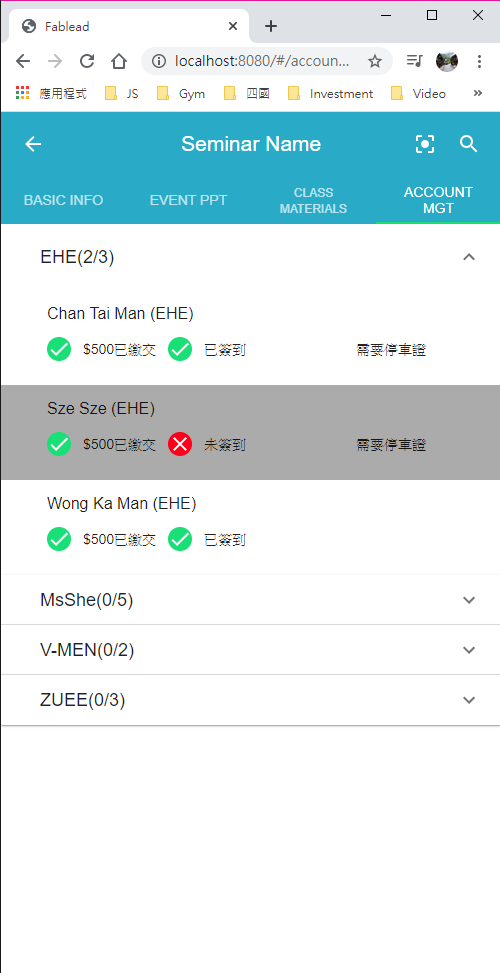 Fablead
localhost:8080/#/accoun...
應用程式 JS Gym 四國 Investment Video »
Seminar Name
BASIC INFO
EVENT PPT
CLASS MATERIALS
ACCOUNT MGT
EHE(2/3)
Chan Tai Man (EHE)
$500已繳交 已簽到 需要停車證
Sze Sze (EHE)
$500已繳交 未簽到 需要停車證
Wong Ka Man (EHE)
$500已繳交 已簽到
MsShe(0/5)
V-MEN(0/2)
ZUEE(0/3)